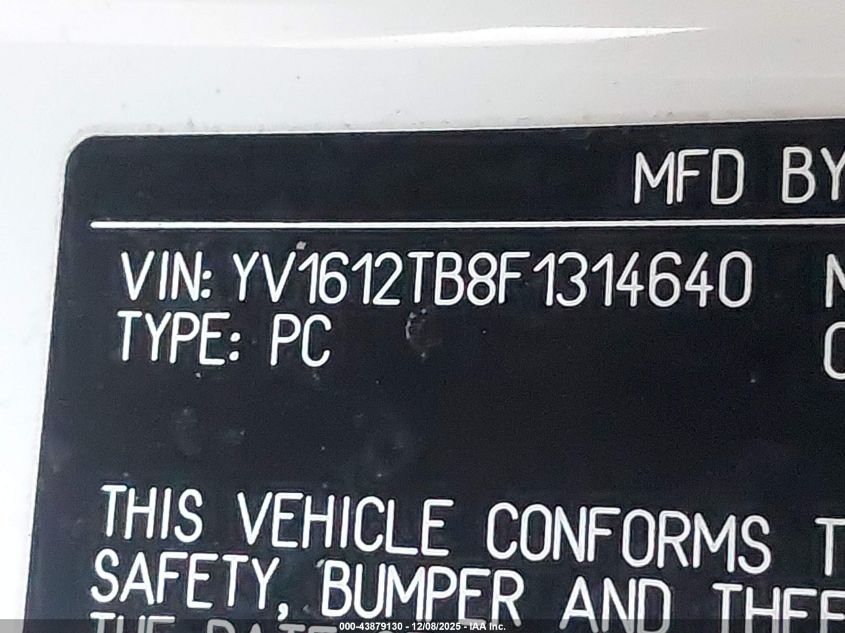 MFD BY
VIN: YV1612TB8F1314640
TYPE: PC
THIS VEHICLE CONFORMS T
SAFETY, BUMPER AND THEF
000-43879130 - 12/08/2025 - IAA Inc.